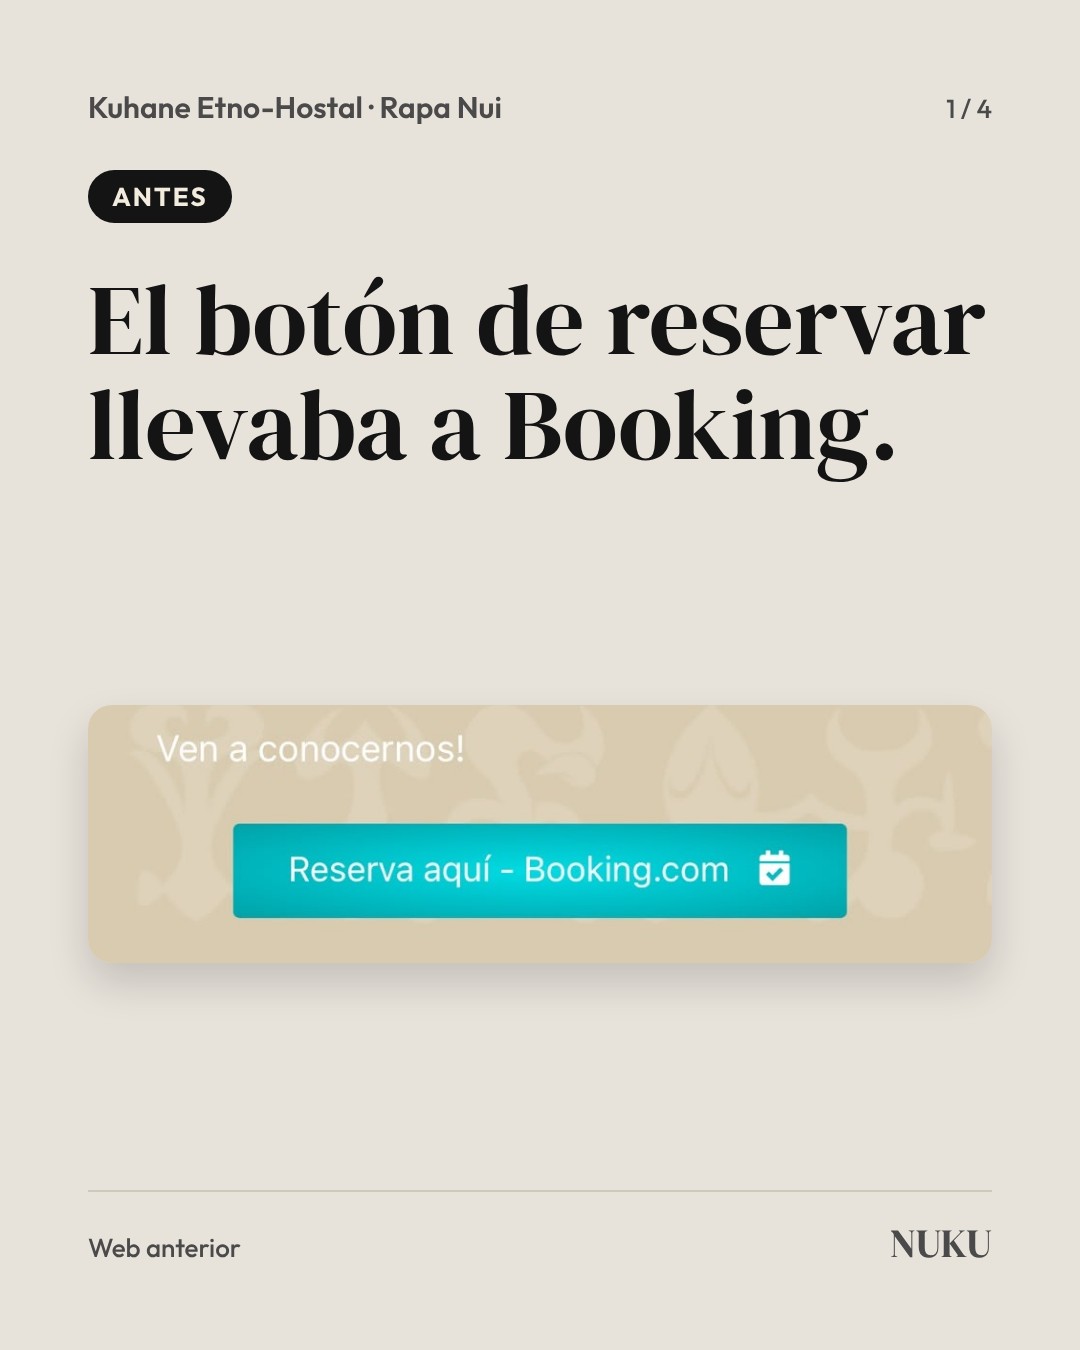 Kuhane Etno-Hostal · Rapa Nui
1 / 4
ANTES
El botón de reservar
llevaba a Booking.
Ven a conocernos!
Reserva aquí - Booking.com
Web anterior
NUKU